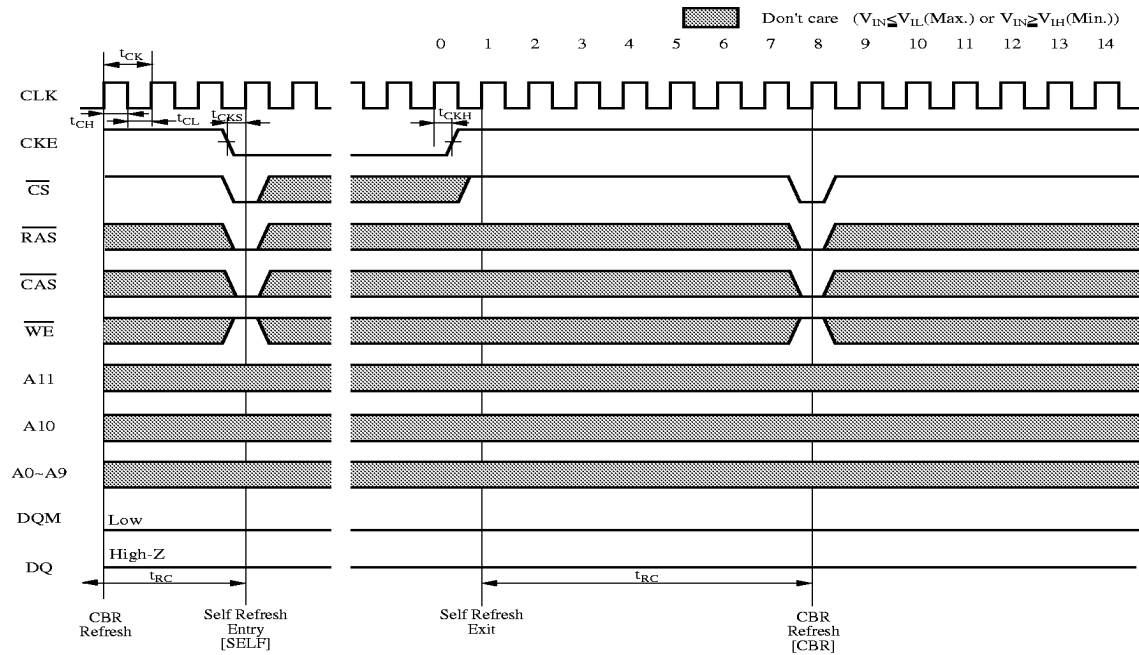 Don't care (VIN≦VIL(Max.) or VIN≧VIH(Min.))
0 1 2 3 4 5 6 7 8 9 10 11 12 13 14
tCK
CLK
tCH
tCL
tCKS
tCKH
CKE
CS
RAS
CAS
WE
A11
A10
A0~A9
DQM
Low
DQ
High-Z
tRC
tRC
CBR
Refresh
Self Refresh
Entry
[SELF]
Self Refresh
Exit
CBR
Refresh
[CBR]